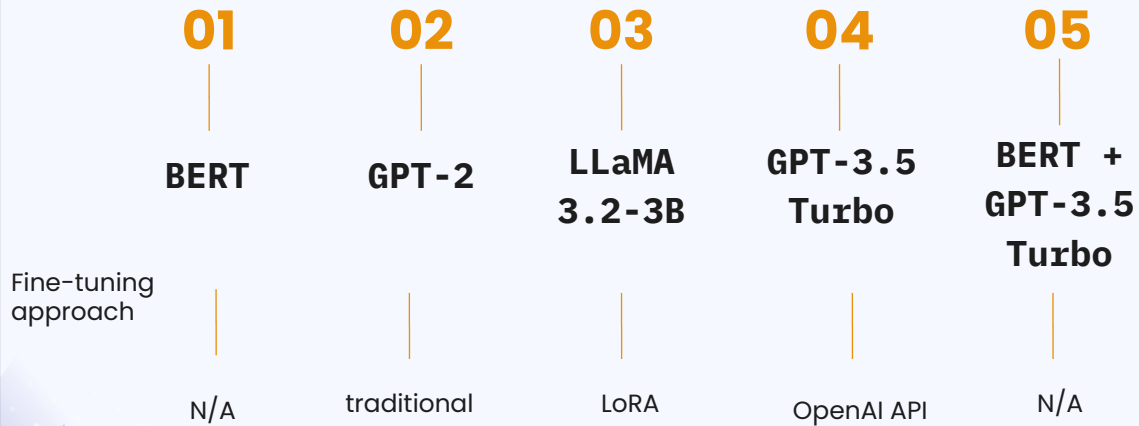 01
02
03
04
05
BERT
GPT-2
LLaMA
3.2-3B
GPT-3.5
Turbo
BERT +
GPT-3.5
Turbo
Fine-tuning
approach
N/A
traditional
LoRA
OpenAI API
N/A